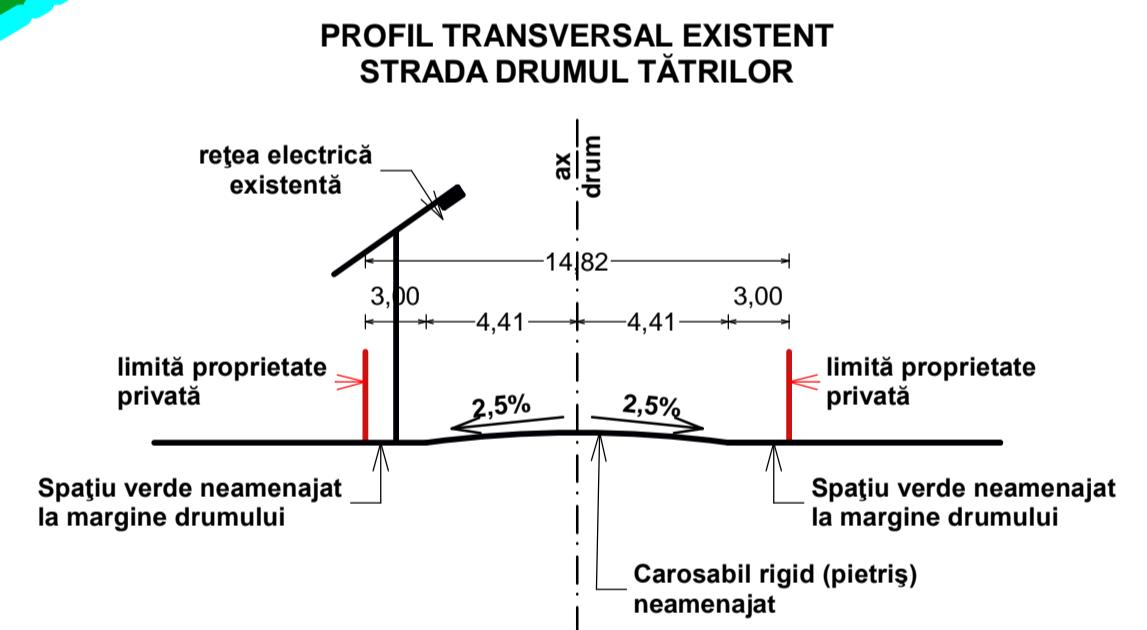 PROFIL TRANSVERSAL EXISTENT
STRADA DRUMUL TĂTRILOR
reţea electrică
existentă
ax
drum
14,82
3,00
3,00
4,41
4,41
limită proprietate
privată
limită proprietate
privată
2,5%
2,5%
Spaţiu verde neamenajat
la margine drumului
Spaţiu verde neamenajat
la margine drumului
Carosabil rigid (pietriş)
neamenajat